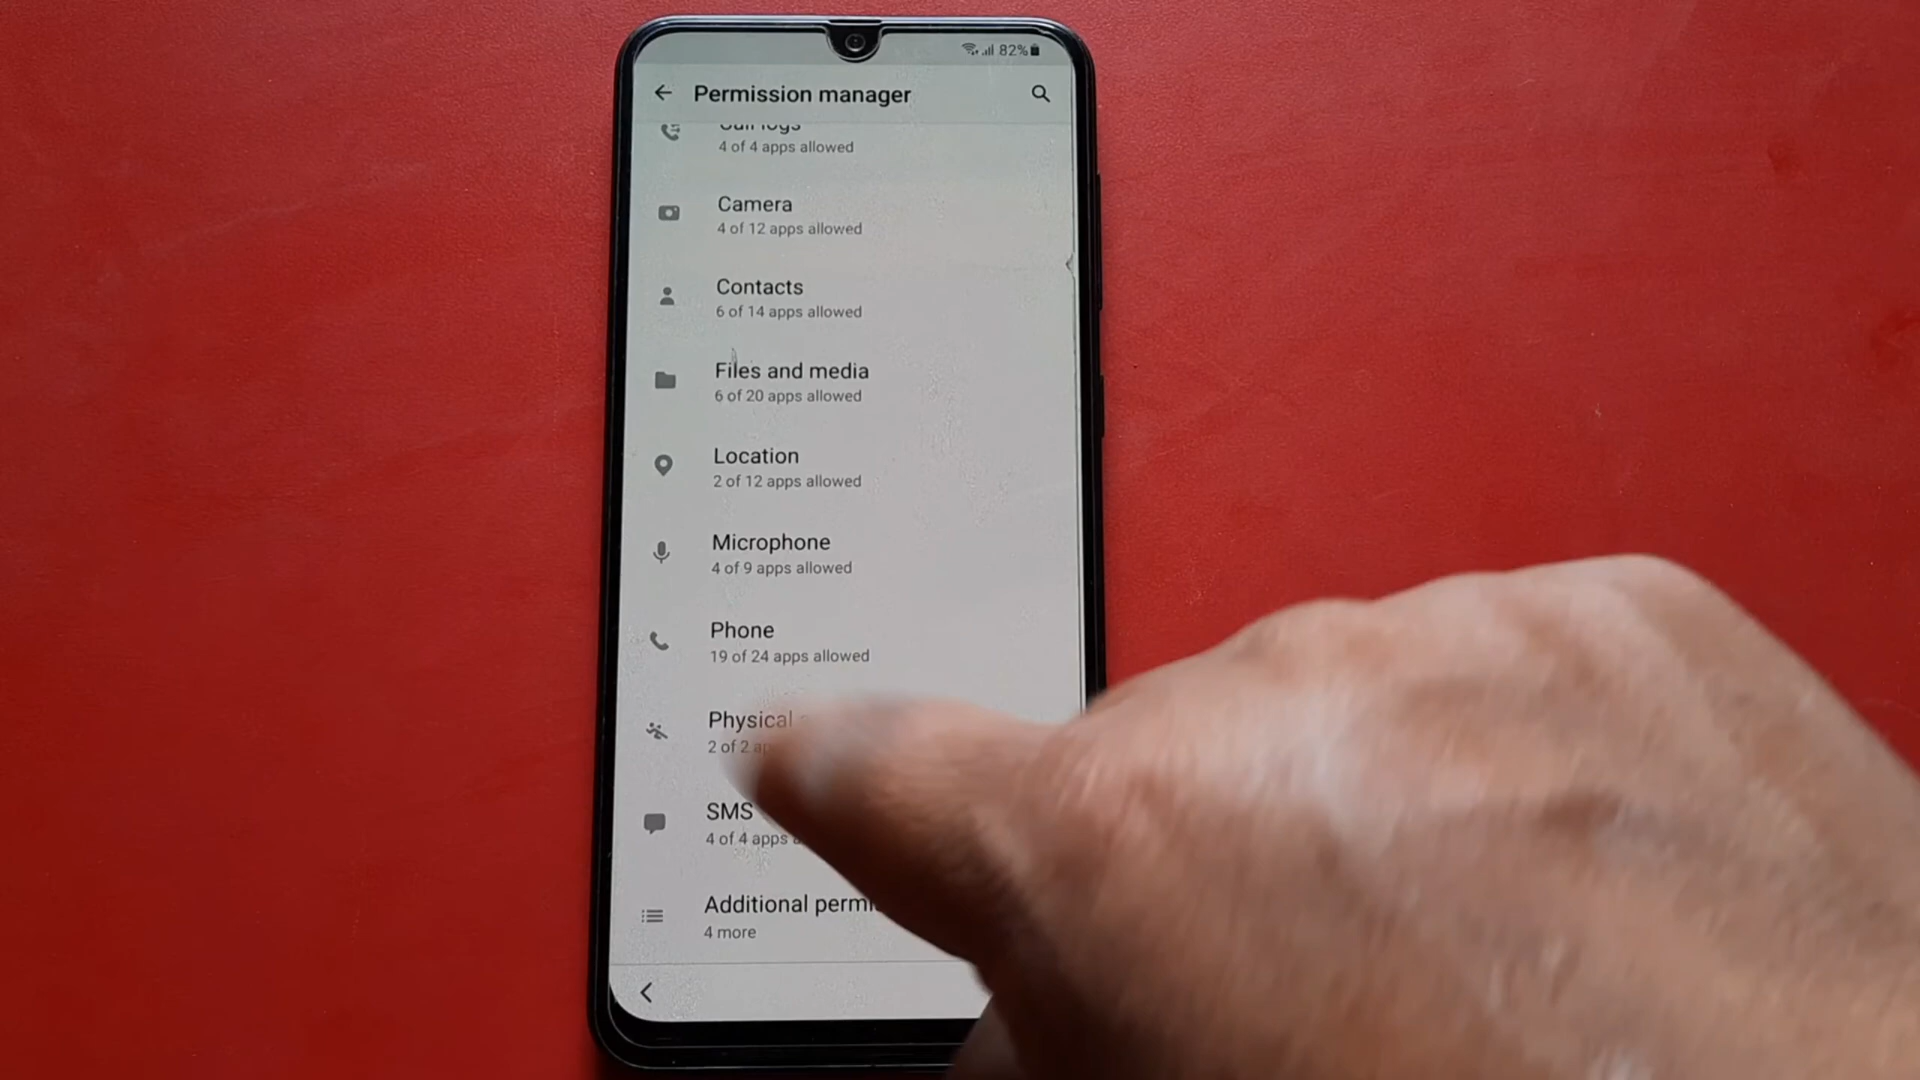 82%
Permission manager
Call logs
4 of 4 apps allowed
Camera
4 of 12 apps allowed
Contacts
6 of 14 apps allowed
Files and media
6 of 20 apps allowed
Location
2 of 12 apps allowed
Microphone
4 of 9 apps allowed
Phone
19 of 24 apps allowed
Physical
2 of 2
SMS
4 of 4 apps
Additional
4 more